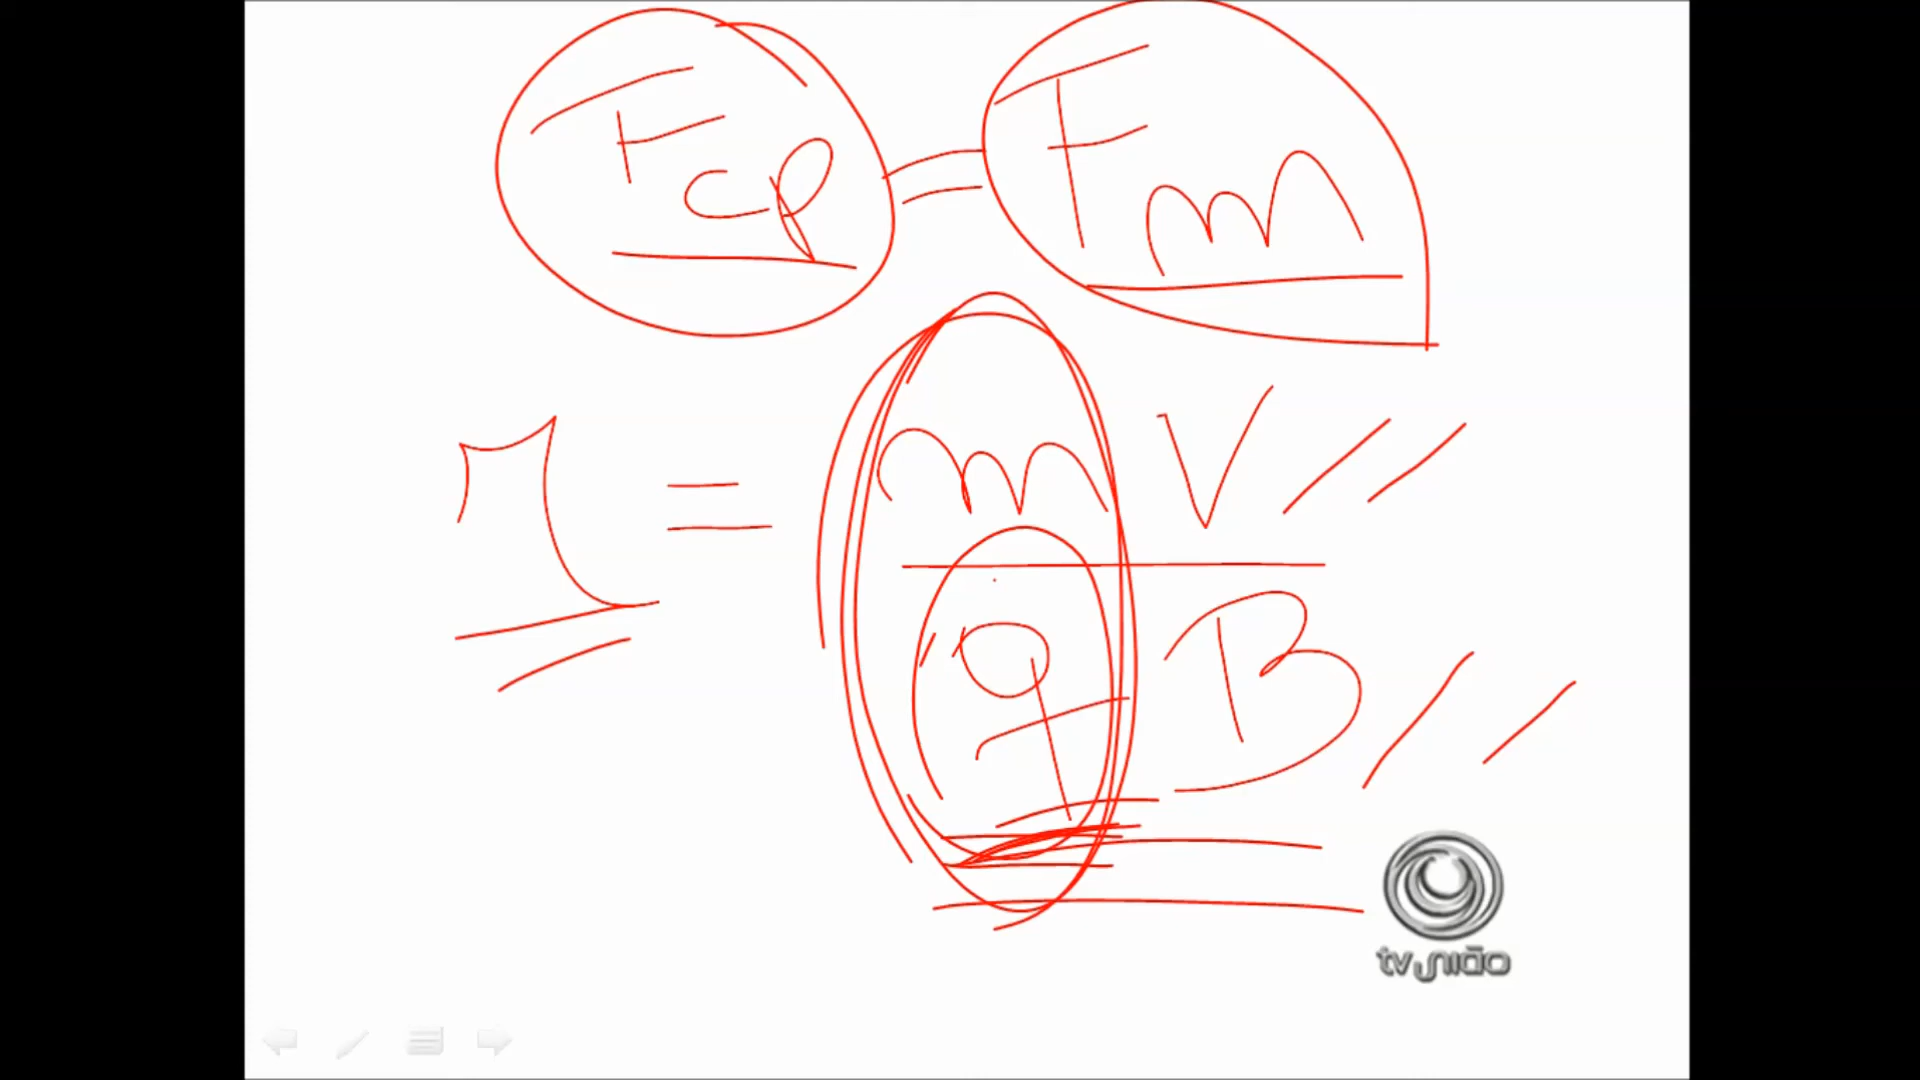 Fcp = Fm
r = mV
qB
tv união